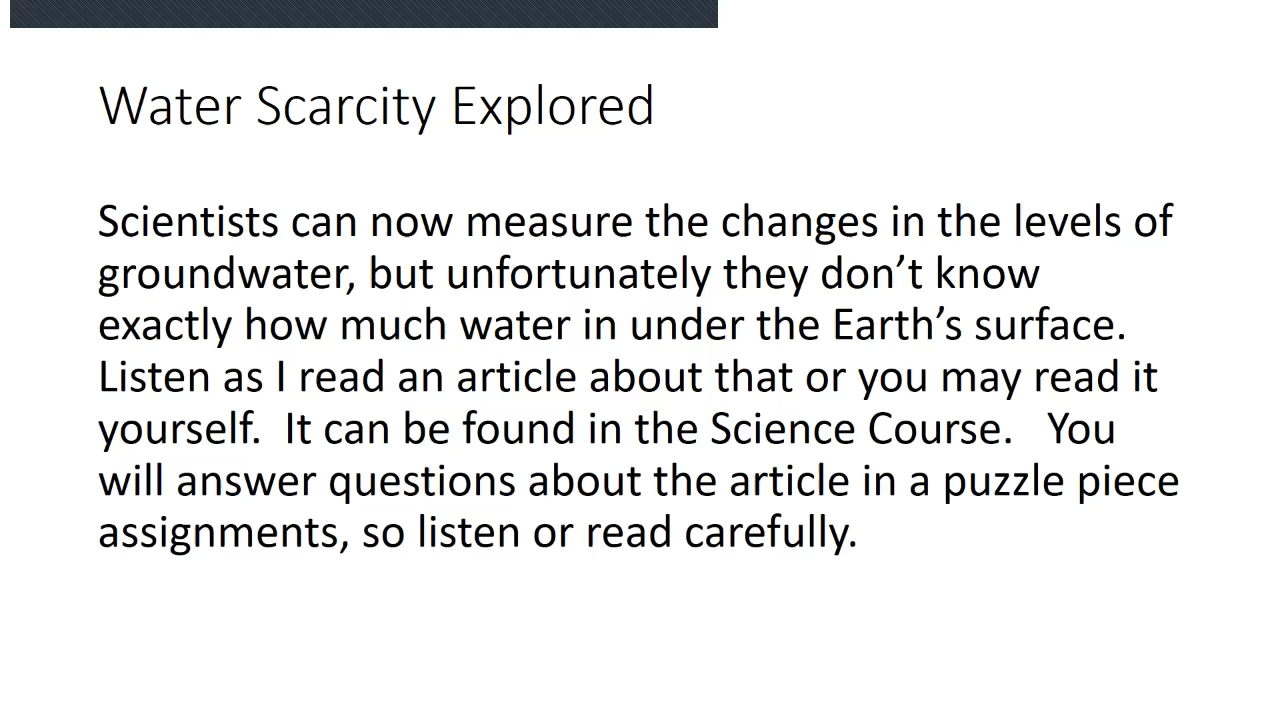 Water Scarcity Explored
Scientists can now measure the changes in the levels of
groundwater, but unfortunately they don’t know
exactly how much water in under the Earth’s surface.
Listen as I read an article about that or you may read it
yourself.  It can be found in the Science Course.   You
will answer questions about the article in a puzzle piece
assignments, so listen or read carefully.